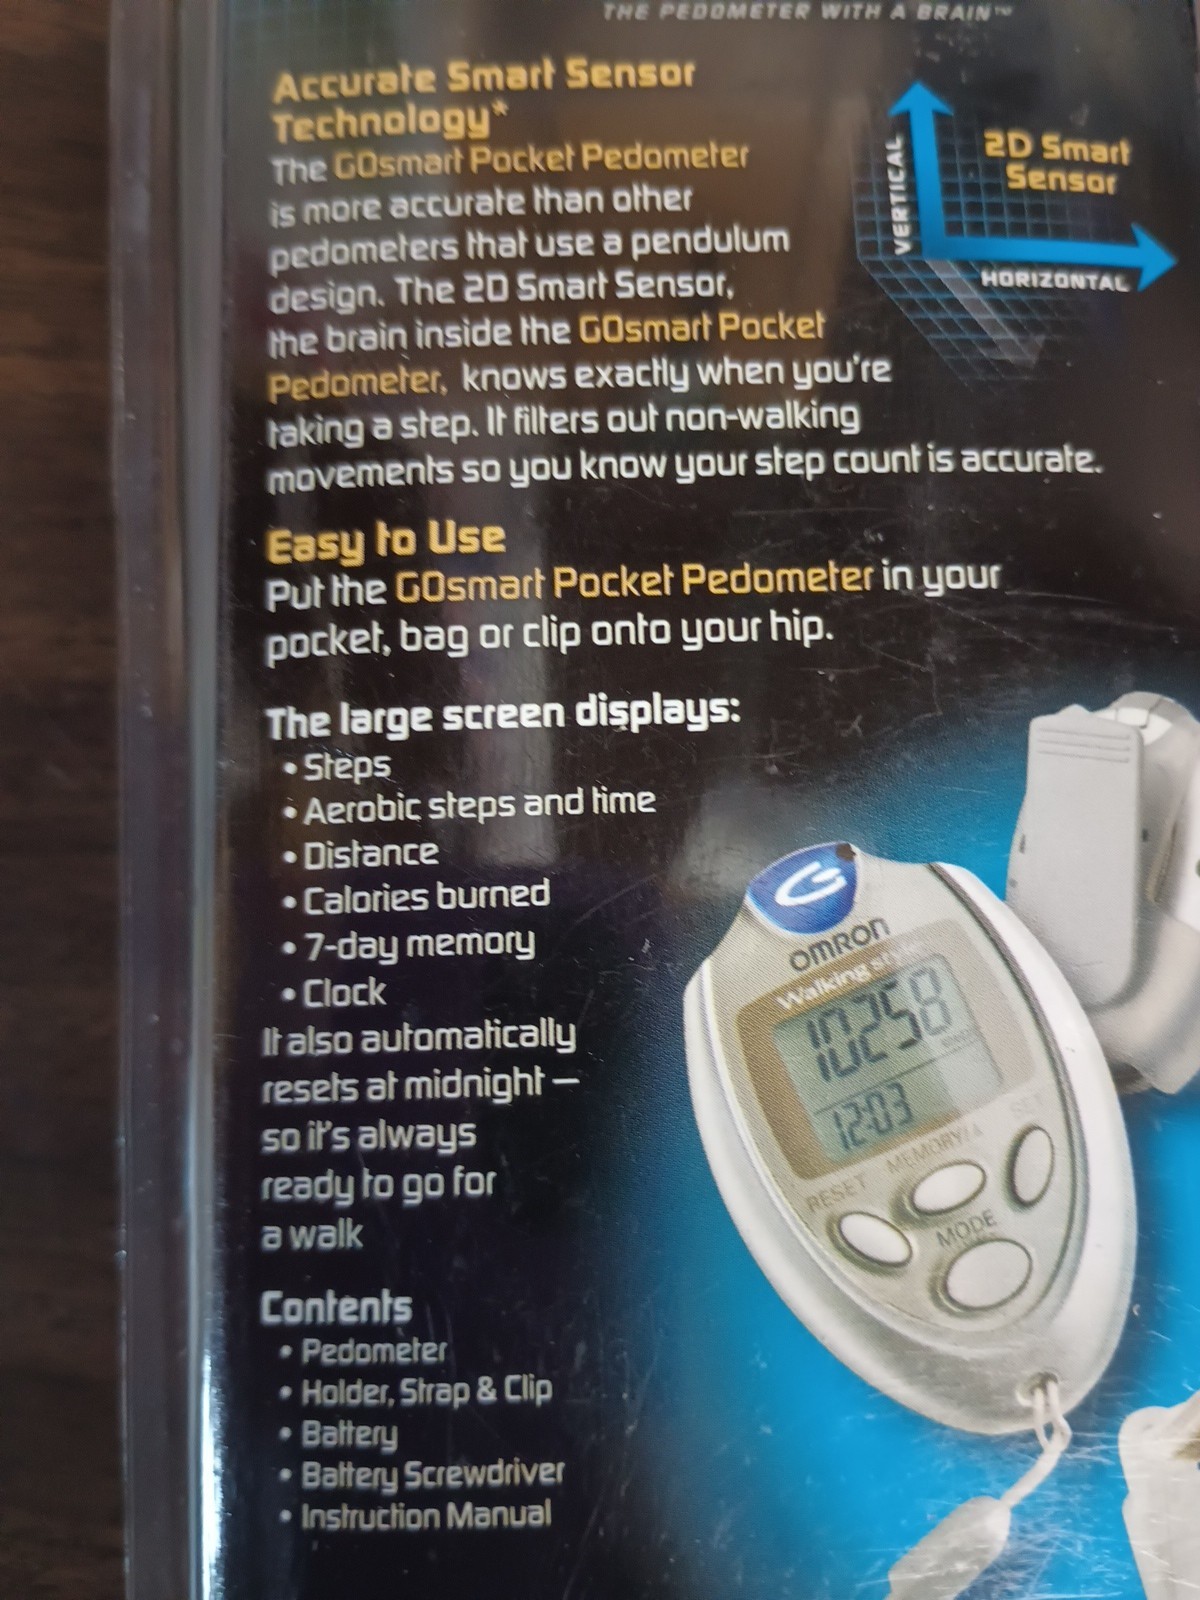 THE PEDOMETER WITH A BRAIN™
Accurate Smart Sensor
Technology*
The GOsmart Pocket Pedometer
is more accurate than other
pedometers that use a pendulum
design. The 2D Smart Sensor,
the brain inside the GOsmart Pocket
Pedometer, knows exactly when you're
taking a step. It filters out non-walking
movements so you know your step count is accurate.
VERTICAL
2D Smart
Sensor
HORIZONTAL
Easy to Use
Put the GOsmart Pocket Pedometer in your
pocket, bag or clip onto your hip.
The large screen displays:
• Steps
• Aerobic steps and time
• Distance
• Calories burned
• 7-day memory
• Clock
It also automatically
resets at midnight —
so it's always
ready to go for
a walk
Contents
• Pedometer
• Holder, Strap & Clip
• Battery
• Battery Screwdriver
• Instruction Manual
OMRON
Walking style
10258
12:03
RESET
MEMORY/
SET
MODE